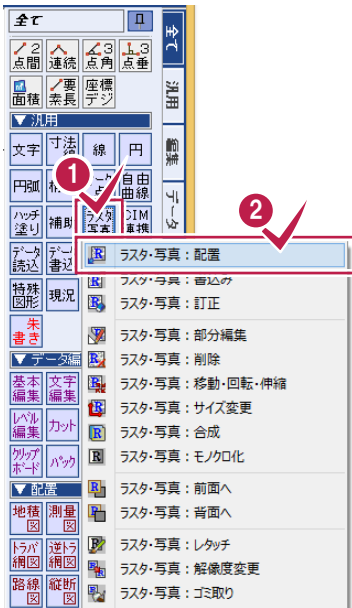 全て
全て
汎用
編集
データ
2点間 連続 3点角 3点垂
面積 要素長 座標デジ
▼ 汎用
文字 寸法線 線 円
円弧 自由曲線
ハッチ塗り 補助 ラスタ写真 CIM連携
1
2
データ読込 データ書込
特殊図形 現況
朱書き
▼ データ編
基本編集 文字編集
レベル編集 カット
クリップボード パック
▼ 配置
地積図 測量図
トラバ網図 逆トラ網図
路線図 縦断図
ラスタ・写真：配置
ラスタ・写真：書込み
ラスタ・写真：訂正
ラスタ・写真：部分編集
ラスタ・写真：削除
ラスタ・写真：移動・回転・伸縮
ラスタ・写真：サイズ変更
ラスタ・写真：合成
ラスタ・写真：モノクロ化
ラスタ・写真：前面へ
ラスタ・写真：背面へ
ラスタ・写真：レタッチ
ラスタ・写真：解像度変更
ラスタ・写真：ゴミ取り